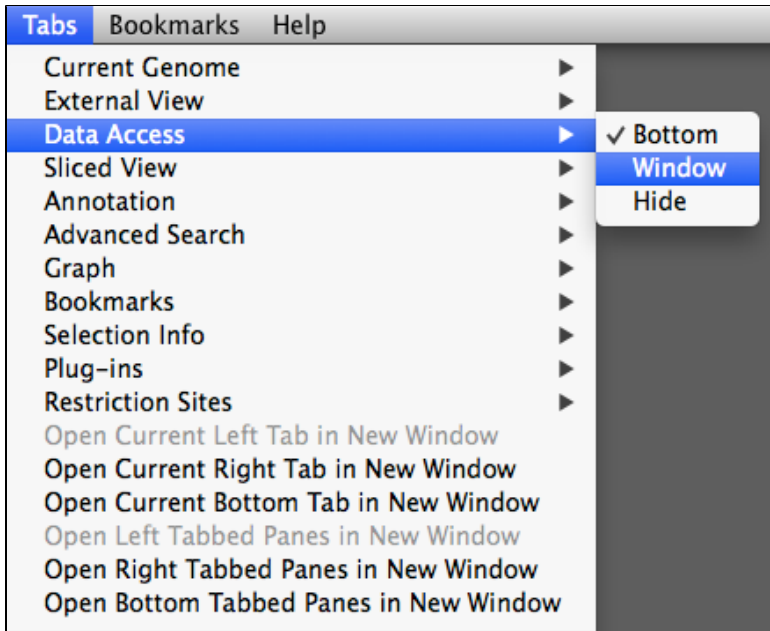 Tabs Bookmarks Help
Current Genome
External View
Data Access
✓ Bottom
Sliced View
Window
Annotation
Hide
Advanced Search
Graph
Bookmarks
Selection Info
Plug-ins
Restriction Sites
Open Current Left Tab in New Window
Open Current Right Tab in New Window
Open Current Bottom Tab in New Window
Open Left Tabbed Panes in New Window
Open Right Tabbed Panes in New Window
Open Bottom Tabbed Panes in New Window